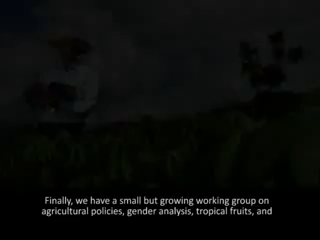 Finally, we have a small but growing working group on
agricultural policies, gender analysis, tropical fruits, and